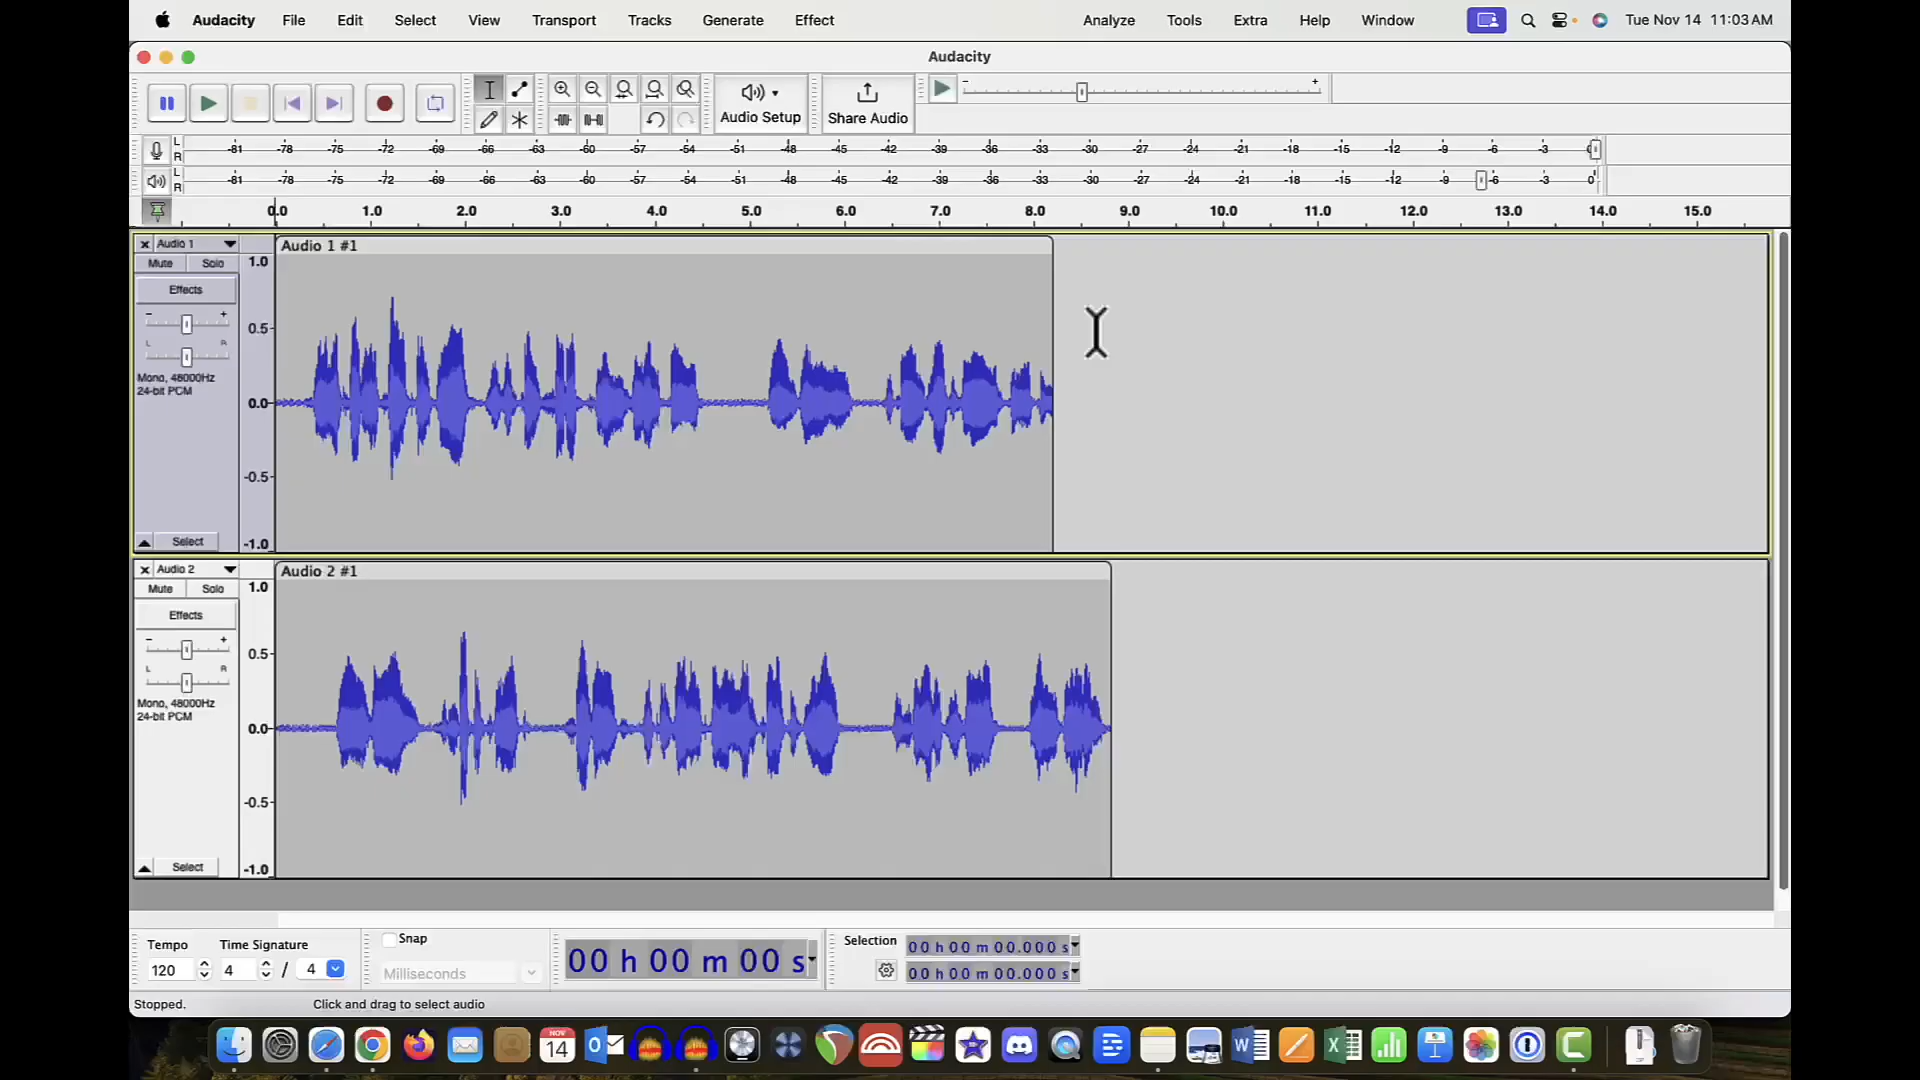 Audacity File Edit Select View Transport Tracks Generate Effect Analyze Tools Extra Help Window Tue Nov 14 11:03 AM
Audacity
Audio Setup
Share Audio
L
R
-81 -78 -75 -72 -69 -66 -63 -60 -57 -54 -51 -48 -45 -42 -39 -36 -33 -30 -27 -24 -21 -18 -15 -12 -9 -6 -3 0
L
R
-81 -78 -75 -72 -69 -66 -63 -60 -57 -54 -51 -48 -45 -42 -39 -36 -33 -30 -27 -24 -21 -18 -15 -12 -9 -6 -3 0
0.0 1.0 2.0 3.0 4.0 5.0 6.0 7.0 8.0 9.0 10.0 11.0 12.0 13.0 14.0 15.0
Audio 1
Audio 1 #1
Mute Solo
1.0
Effects
- +
0.5
L R
Mono, 48000Hz
24-bit PCM
0.0
-0.5
Select
-1.0
Audio 2
Audio 2 #1
Mute Solo
1.0
Effects
- +
0.5
L R
Mono, 48000Hz
24-bit PCM
0.0
-0.5
Select
-1.0
Tempo
120
Time Signature
4 / 4
Snap
Milliseconds
00 h 00 m 00 s
Selection
00 h 00 m 00.000 s
00 h 00 m 00.000 s
Stopped.
Click and drag to select audio
NOV
14